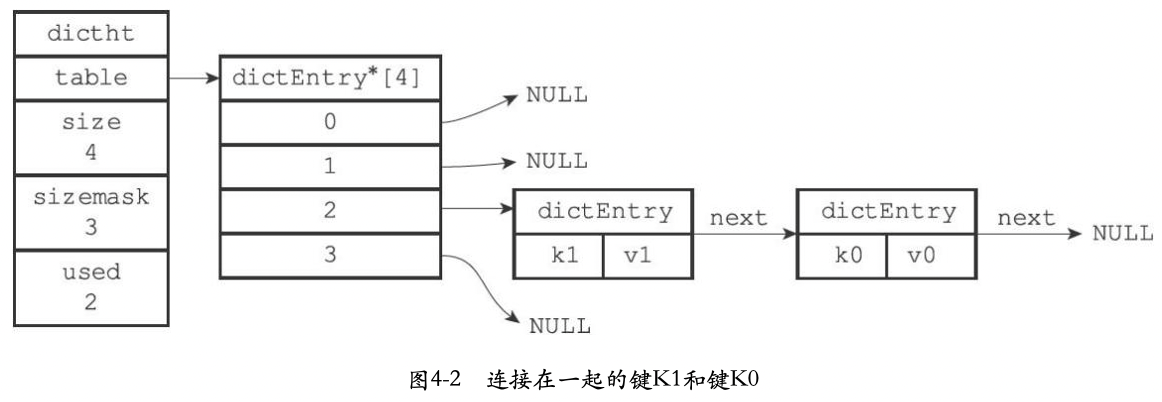 dictht
table
size
4
sizemask
3
used
2
dictEntry*[4]
0
1
2
3
NULL
NULL
dictEntry
k1 v1
next
dictEntry
k0 v0
next
NULL
NULL
图4-2 连接在一起的键K1和键K0